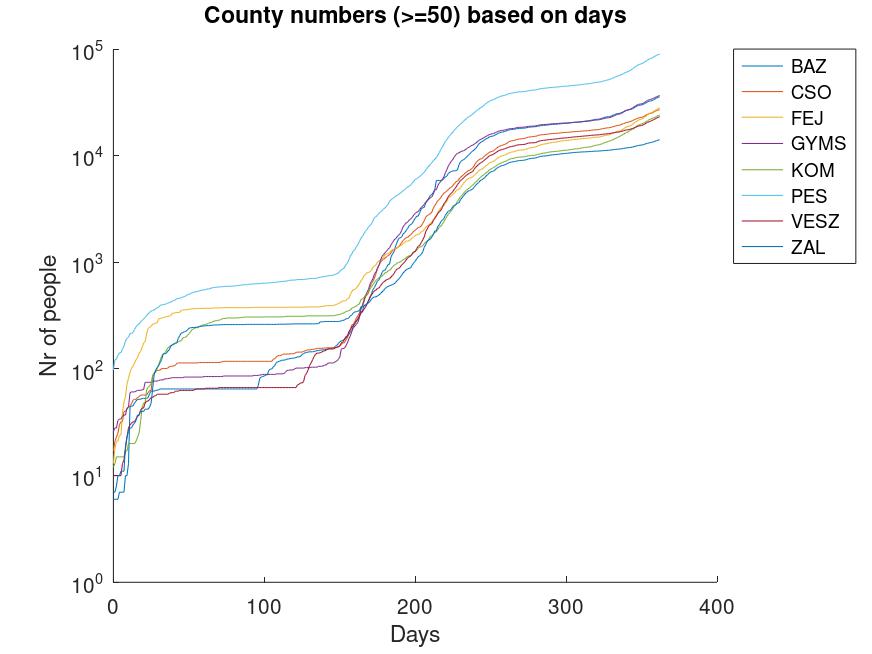 County numbers (>=50) based on days
10^5
10^4
10^3
10^2
10^1
10^0
Nr of people
0 100 200 300 400
Days
BAZ
CSO
FEJ
GYMS
KOM
PES
VESZ
ZAL